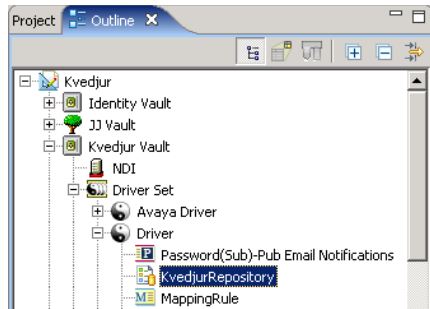 Project Outline
Kvedjur
Identity Vault
JJ Vault
Kvedjur Vault
NDI
Driver Set
Avaya Driver
Driver
Password(Sub)-Pub Email Notifications
KvedjurRepository
MappingRule